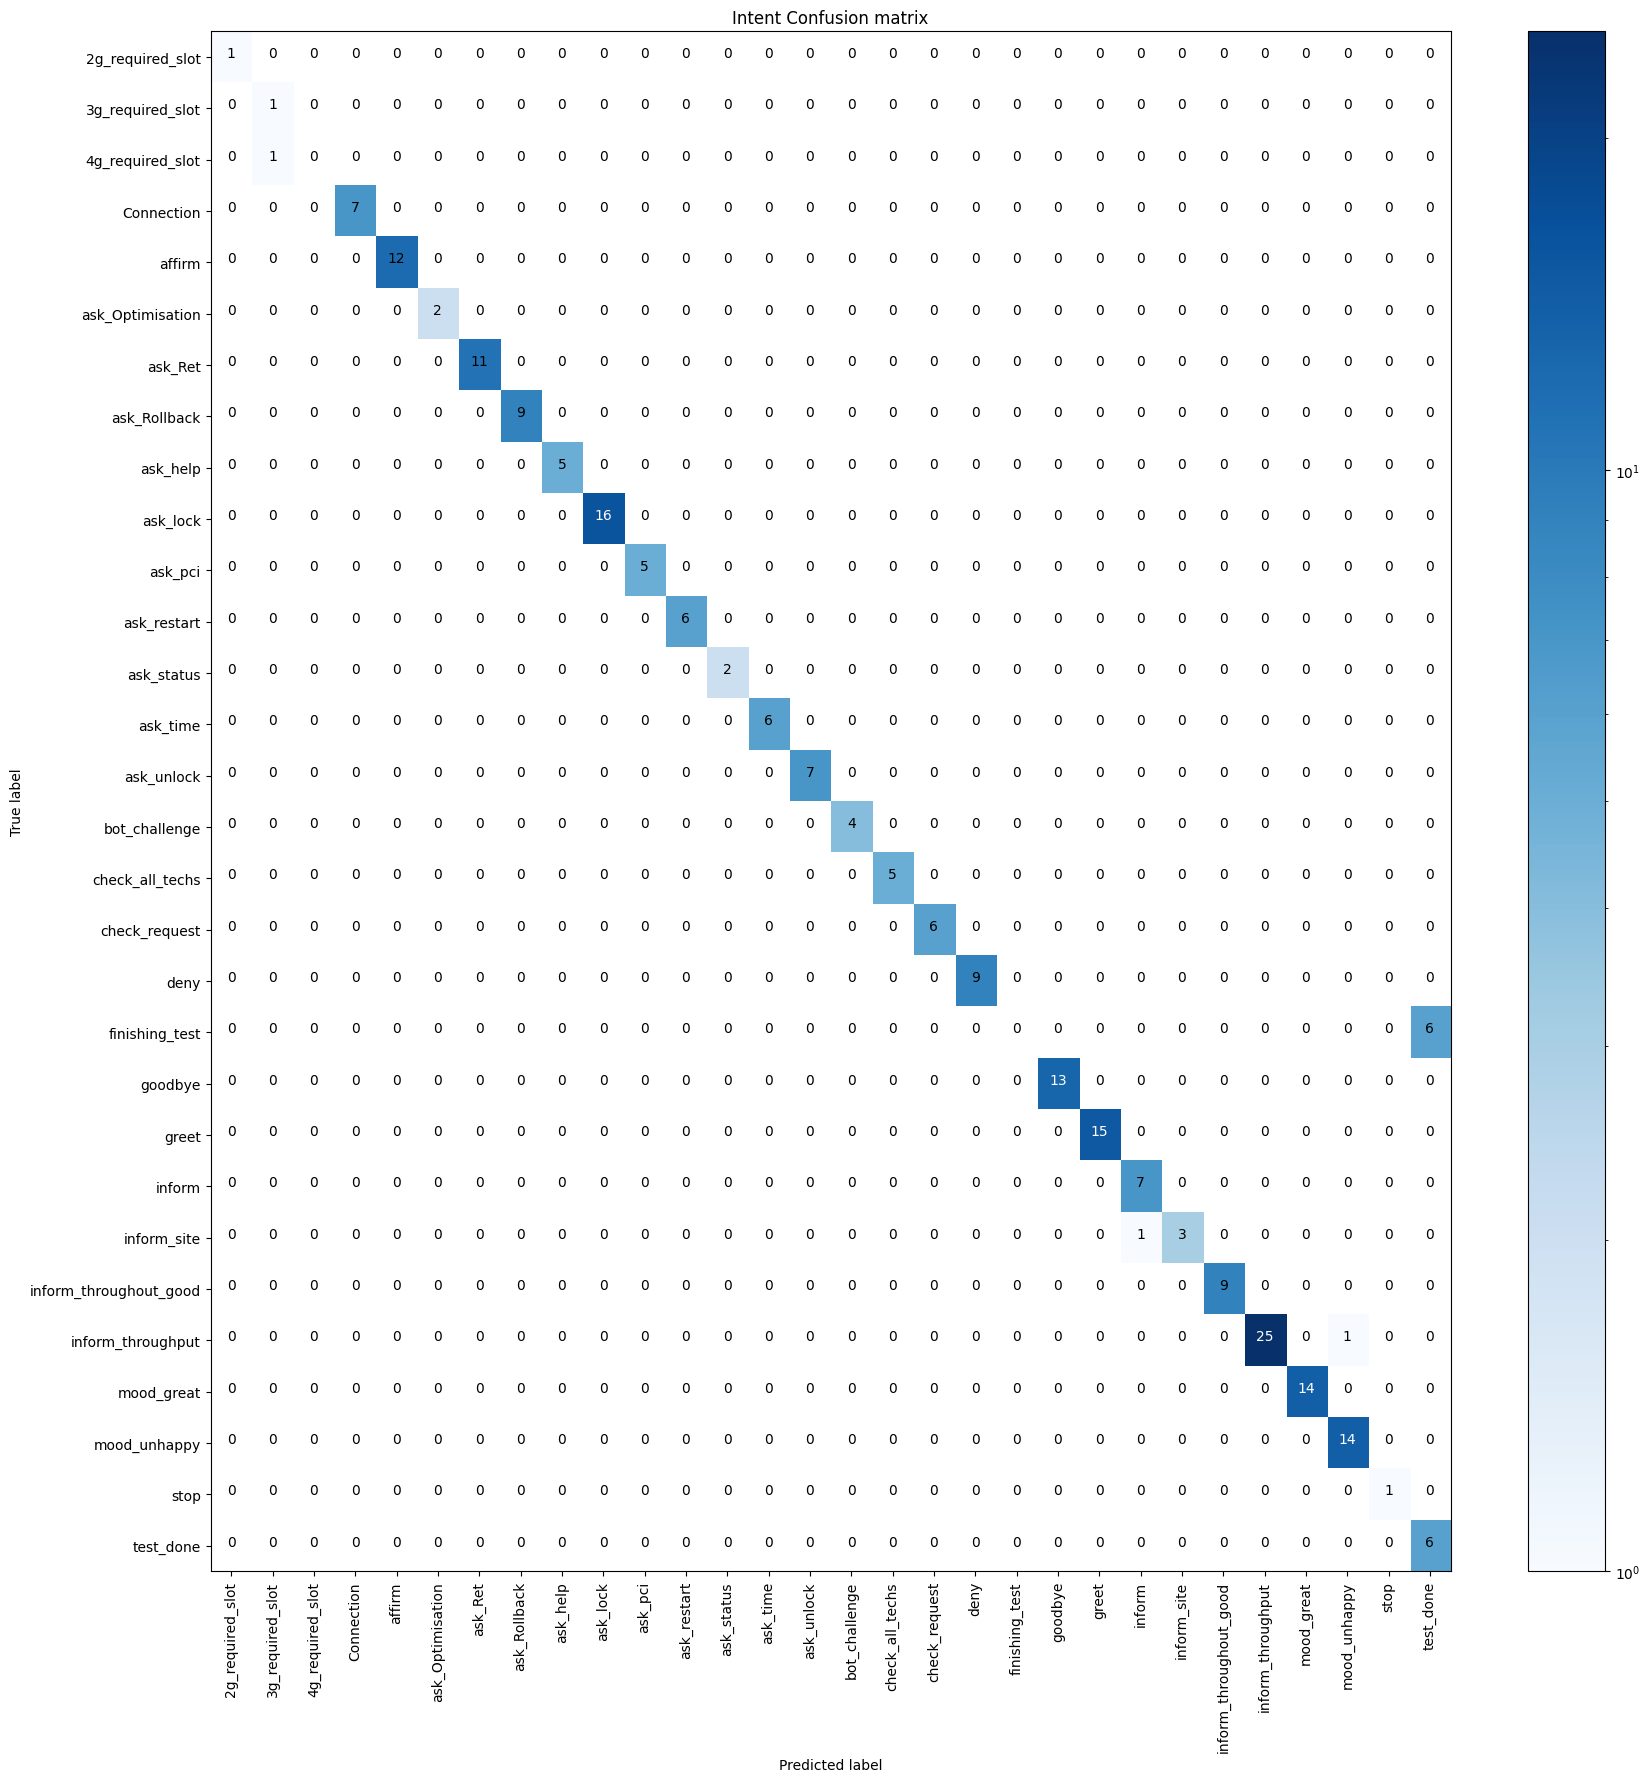 Intent Confusion matrix
2g_required_slot 1 0 0 0 0 0 0 0 0 0 0 0 0 0 0 0 0 0 0 0 0 0 0 0 0 0 0 0 0 0
3g_required_slot 0 1 0 0 0 0 0 0 0 0 0 0 0 0 0 0 0 0 0 0 0 0 0 0 0 0 0 0 0 0
4g_required_slot 0 1 0 0 0 0 0 0 0 0 0 0 0 0 0 0 0 0 0 0 0 0 0 0 0 0 0 0 0 0
Connection 0 0 0 7 0 0 0 0 0 0 0 0 0 0 0 0 0 0 0 0 0 0 0 0 0 0 0 0 0 0
affirm 0 0 0 0 12 0 0 0 0 0 0 0 0 0 0 0 0 0 0 0 0 0 0 0 0 0 0 0 0 0
ask_Optimisation 0 0 0 0 0 2 0 0 0 0 0 0 0 0 0 0 0 0 0 0 0 0 0 0 0 0 0 0 0 0
ask_Ret 0 0 0 0 0 0 11 0 0 0 0 0 0 0 0 0 0 0 0 0 0 0 0 0 0 0 0 0 0 0
ask_Rollback 0 0 0 0 0 0 0 9 0 0 0 0 0 0 0 0 0 0 0 0 0 0 0 0 0 0 0 0 0 0
ask_help 0 0 0 0 0 0 0 0 5 0 0 0 0 0 0 0 0 0 0 0 0 0 0 0 0 0 0 0 0 0
ask_lock 0 0 0 0 0 0 0 0 0 16 0 0 0 0 0 0 0 0 0 0 0 0 0 0 0 0 0 0 0 0
ask_pci 0 0 0 0 0 0 0 0 0 0 5 0 0 0 0 0 0 0 0 0 0 0 0 0 0 0 0 0 0 0
ask_restart 0 0 0 0 0 0 0 0 0 0 0 6 0 0 0 0 0 0 0 0 0 0 0 0 0 0 0 0 0 0
ask_status 0 0 0 0 0 0 0 0 0 0 0 0 2 0 0 0 0 0 0 0 0 0 0 0 0 0 0 0 0 0
ask_time 0 0 0 0 0 0 0 0 0 0 0 0 0 6 0 0 0 0 0 0 0 0 0 0 0 0 0 0 0 0
ask_unlock 0 0 0 0 0 0 0 0 0 0 0 0 0 0 7 0 0 0 0 0 0 0 0 0 0 0 0 0 0 0
bot_challenge 0 0 0 0 0 0 0 0 0 0 0 0 0 0 0 4 0 0 0 0 0 0 0 0 0 0 0 0 0 0
check_all_techs 0 0 0 0 0 0 0 0 0 0 0 0 0 0 0 0 5 0 0 0 0 0 0 0 0 0 0 0 0 0
check_request 0 0 0 0 0 0 0 0 0 0 0 0 0 0 0 0 0 6 0 0 0 0 0 0 0 0 0 0 0 0
deny 0 0 0 0 0 0 0 0 0 0 0 0 0 0 0 0 0 0 9 0 0 0 0 0 0 0 0 0 0 0
finishing_test 0 0 0 0 0 0 0 0 0 0 0 0 0 0 0 0 0 0 0 0 0 0 0 0 0 0 0 0 0 6
goodbye 0 0 0 0 0 0 0 0 0 0 0 0 0 0 0 0 0 0 0 0 13 0 0 0 0 0 0 0 0 0
greet 0 0 0 0 0 0 0 0 0 0 0 0 0 0 0 0 0 0 0 0 0 15 0 0 0 0 0 0 0 0
inform 0 0 0 0 0 0 0 0 0 0 0 0 0 0 0 0 0 0 0 0 0 0 7 0 0 0 0 0 0 0
inform_site 0 0 0 0 0 0 0 0 0 0 0 0 0 0 0 0 0 0 0 0 0 0 1 3 0 0 0 0 0 0
inform_throughout_good 0 0 0 0 0 0 0 0 0 0 0 0 0 0 0 0 0 0 0 0 0 0 0 0 9 0 0 0 0 0
inform_throughput 0 0 0 0 0 0 0 0 0 0 0 0 0 0 0 0 0 0 0 0 0 0 0 0 0 25 0 1 0 0
mood_great 0 0 0 0 0 0 0 0 0 0 0 0 0 0 0 0 0 0 0 0 0 0 0 0 0 0 14 0 0 0
mood_unhappy 0 0 0 0 0 0 0 0 0 0 0 0 0 0 0 0 0 0 0 0 0 0 0 0 0 0 0 14 0 0
stop 0 0 0 0 0 0 0 0 0 0 0 0 0 0 0 0 0 0 0 0 0 0 0 0 0 0 0 0 1 0
test_done 0 0 0 0 0 0 0 0 0 0 0 0 0 0 0 0 0 0 0 0 0 0 0 0 0 0 0 0 0 6
True label
2g_required_slot
3g_required_slot
4g_required_slot
Connection
affirm
ask_Optimisation
ask_Ret
ask_Rollback
ask_help
ask_lock
ask_pci
ask_restart
ask_status
ask_time
ask_unlock
bot_challenge
check_all_techs
check_request
deny
finishing_test
goodbye
greet
inform
inform_site
inform_throughout_good
inform_throughput
mood_great
mood_unhappy
stop
test_done
Predicted label
10¹
10⁰